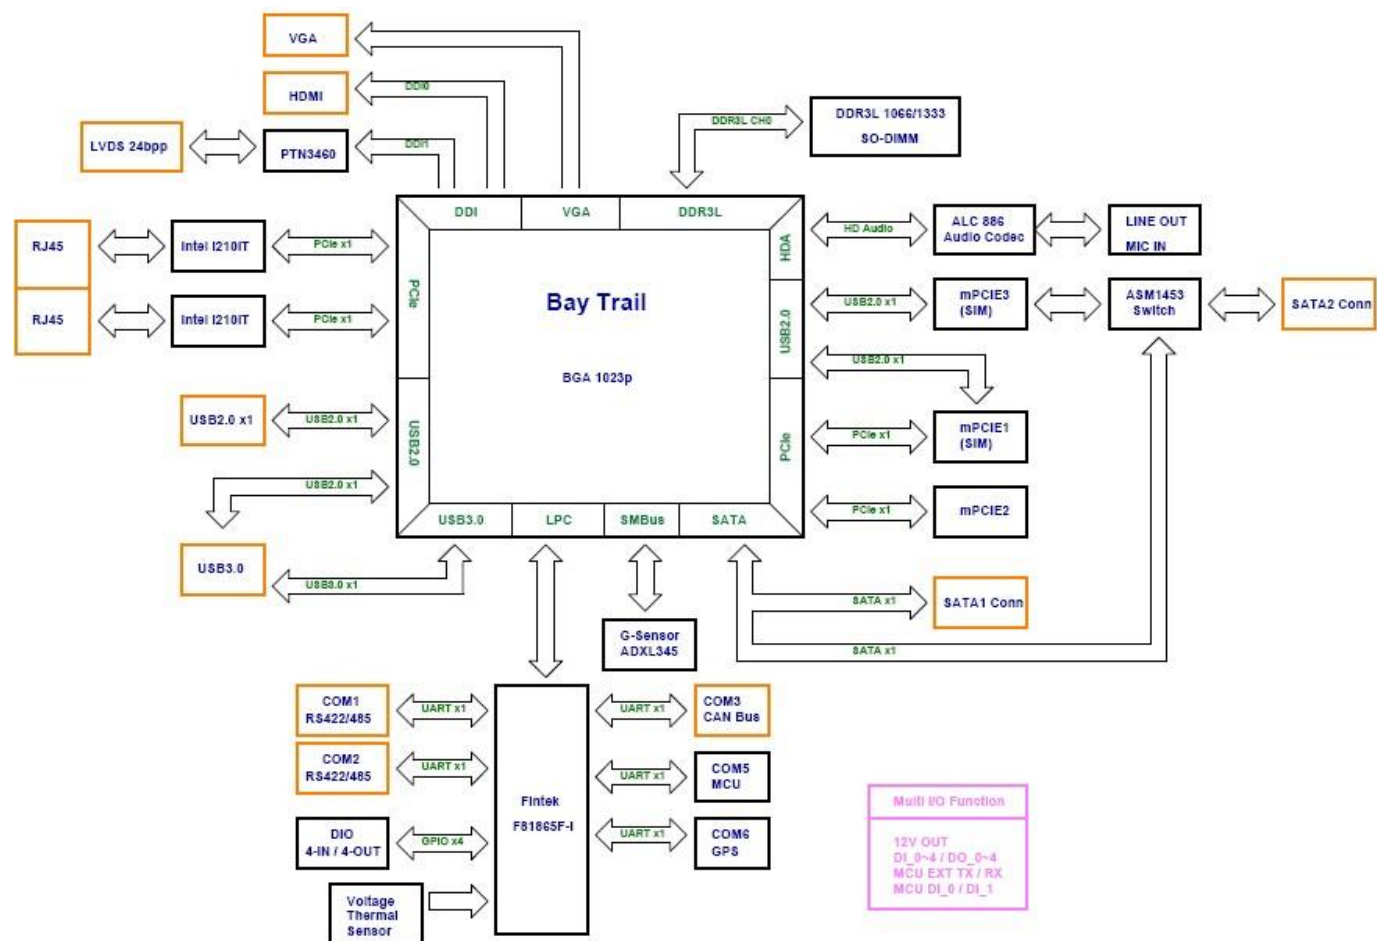 VGA
HDMI
DDI0
LVDS 24bpp
PTN3460
DDI1
DDR3L CH0
DDR3L 1066/1333
SO-DIMM
DDI
VGA
DDR3L
RJ45
Intel I210IT
PCIe x1
PCIe
HDA
HD Audio
ALC 886
Audio Codec
LINE OUT
MIC IN
RJ45
Intel I210IT
PCIe x1
Bay Trail
BGA 1023p
USB2.0
USB2.0 x1
mPCIE3
(SIM)
ASM1453
Switch
SATA2 Conn
USB2.0 x1
USB2.0 x1
USB2.0 x1
USB2.0
PCIe
PCIe x1
mPCIE1
(SIM)
USB2.0 x1
PCIe x1
mPCIE2
USB3.0
LPC
SMBus
SATA
USB3.0
USB3.0 x1
SATA x1
SATA1 Conn
G-Sensor
ADXL345
SATA x1
COM1
RS422/485
UART x1
UART x1
COM3
CAN Bus
COM2
RS422/485
UART x1
UART x1
COM5
MCU
Fintek
F81865F-I
DIO
4-IN / 4-OUT
GPIO x4
UART x1
COM6
GPS
Voltage
Thermal
Sensor
Multi I/O Function
12V OUT
DI_0~4 / DO_0~4
MCU EXT TX / RX
MCU DI_0 / DI_1